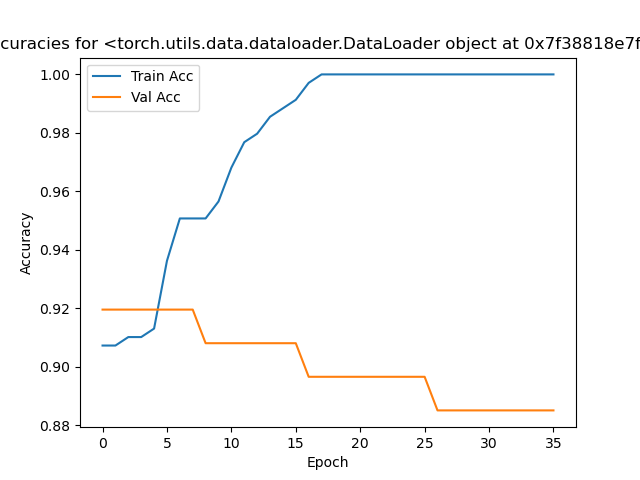 curacies for <torch.utils.data.dataloader.DataLoader object at 0x7f38818e7f
Train Acc
Val Acc
1.00
0.98
0.96
0.94
0.92
0.90
0.88
Accuracy
0 5 10 15 20 25 30 35
Epoch